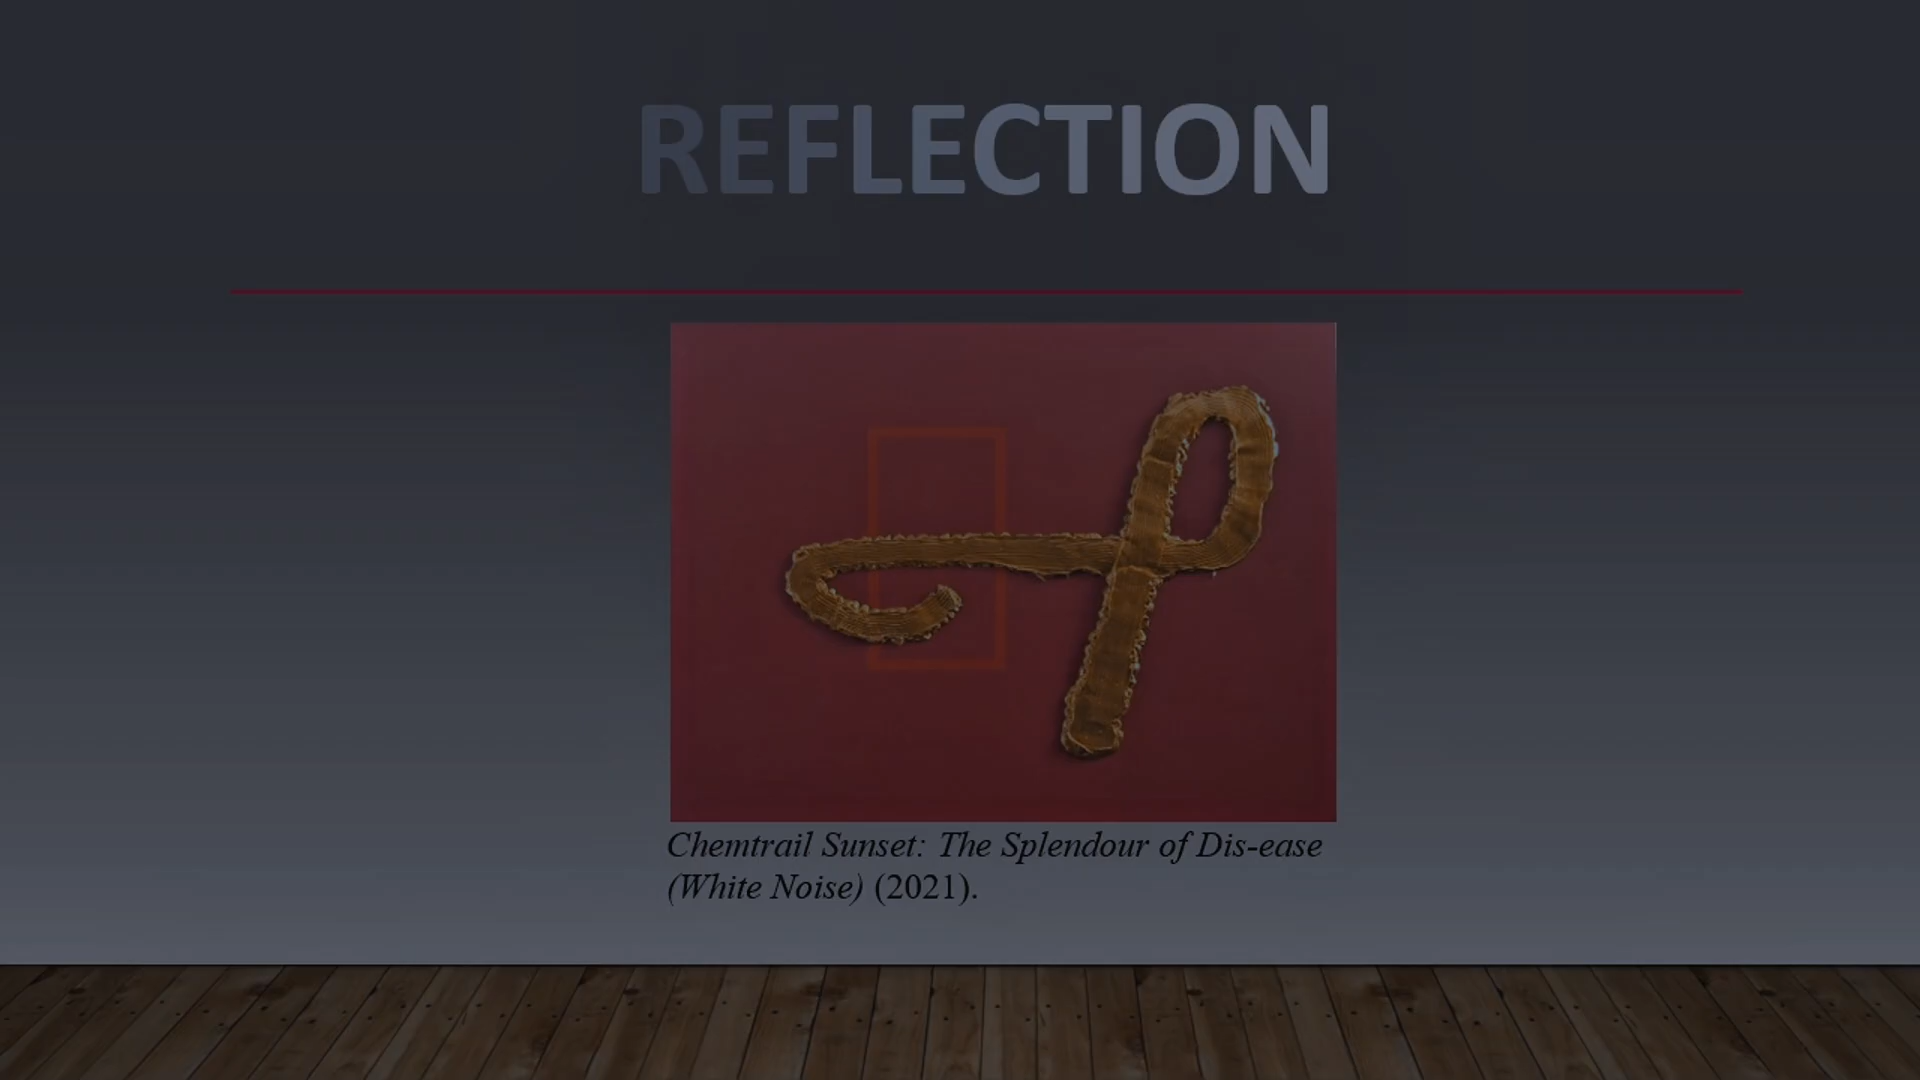 REFLECTION
Chemtrail Sunset: The Splendour of Dis-ease
(White Noise) (2021).